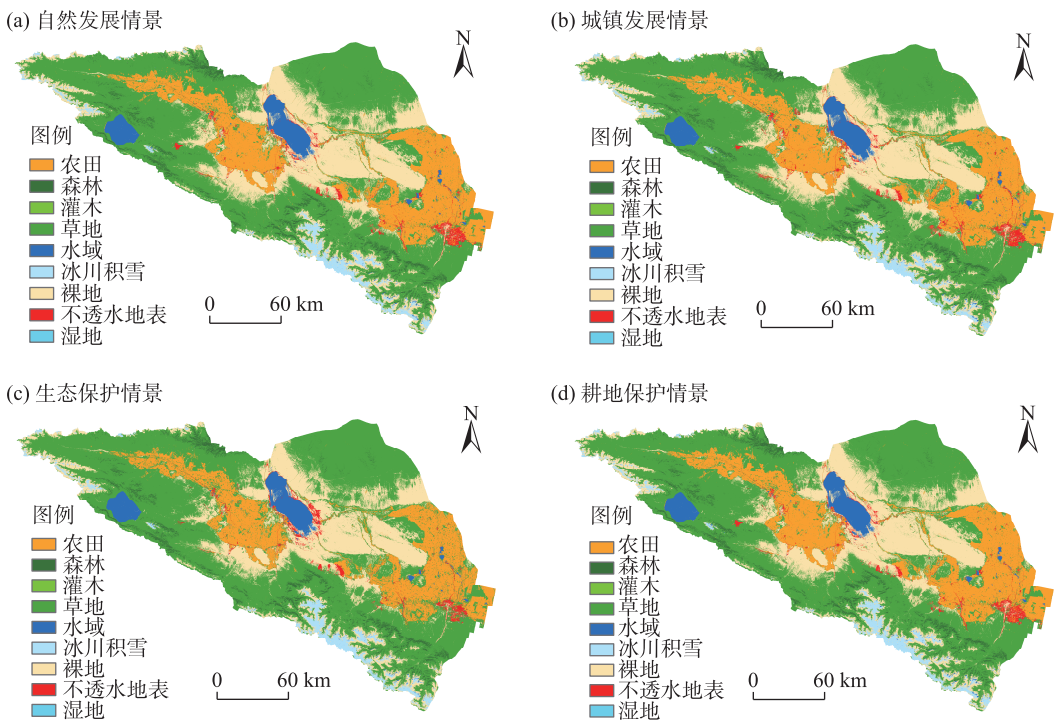 (a) 自然发展情景
N
图例
农田
森林
灌木
草地
水域
冰川积雪
裸地
不透水地表
湿地
0 60 km
(b) 城镇发展情景
N
图例
农田
森林
灌木
草地
水域
冰川积雪
裸地
不透水地表
湿地
0 60 km
(c) 生态保护情景
N
图例
农田
森林
灌木
草地
水域
冰川积雪
裸地
不透水地表
湿地
0 60 km
(d) 耕地保护情景
N
图例
农田
森林
灌木
草地
水域
冰川积雪
裸地
不透水地表
湿地
0 60 km